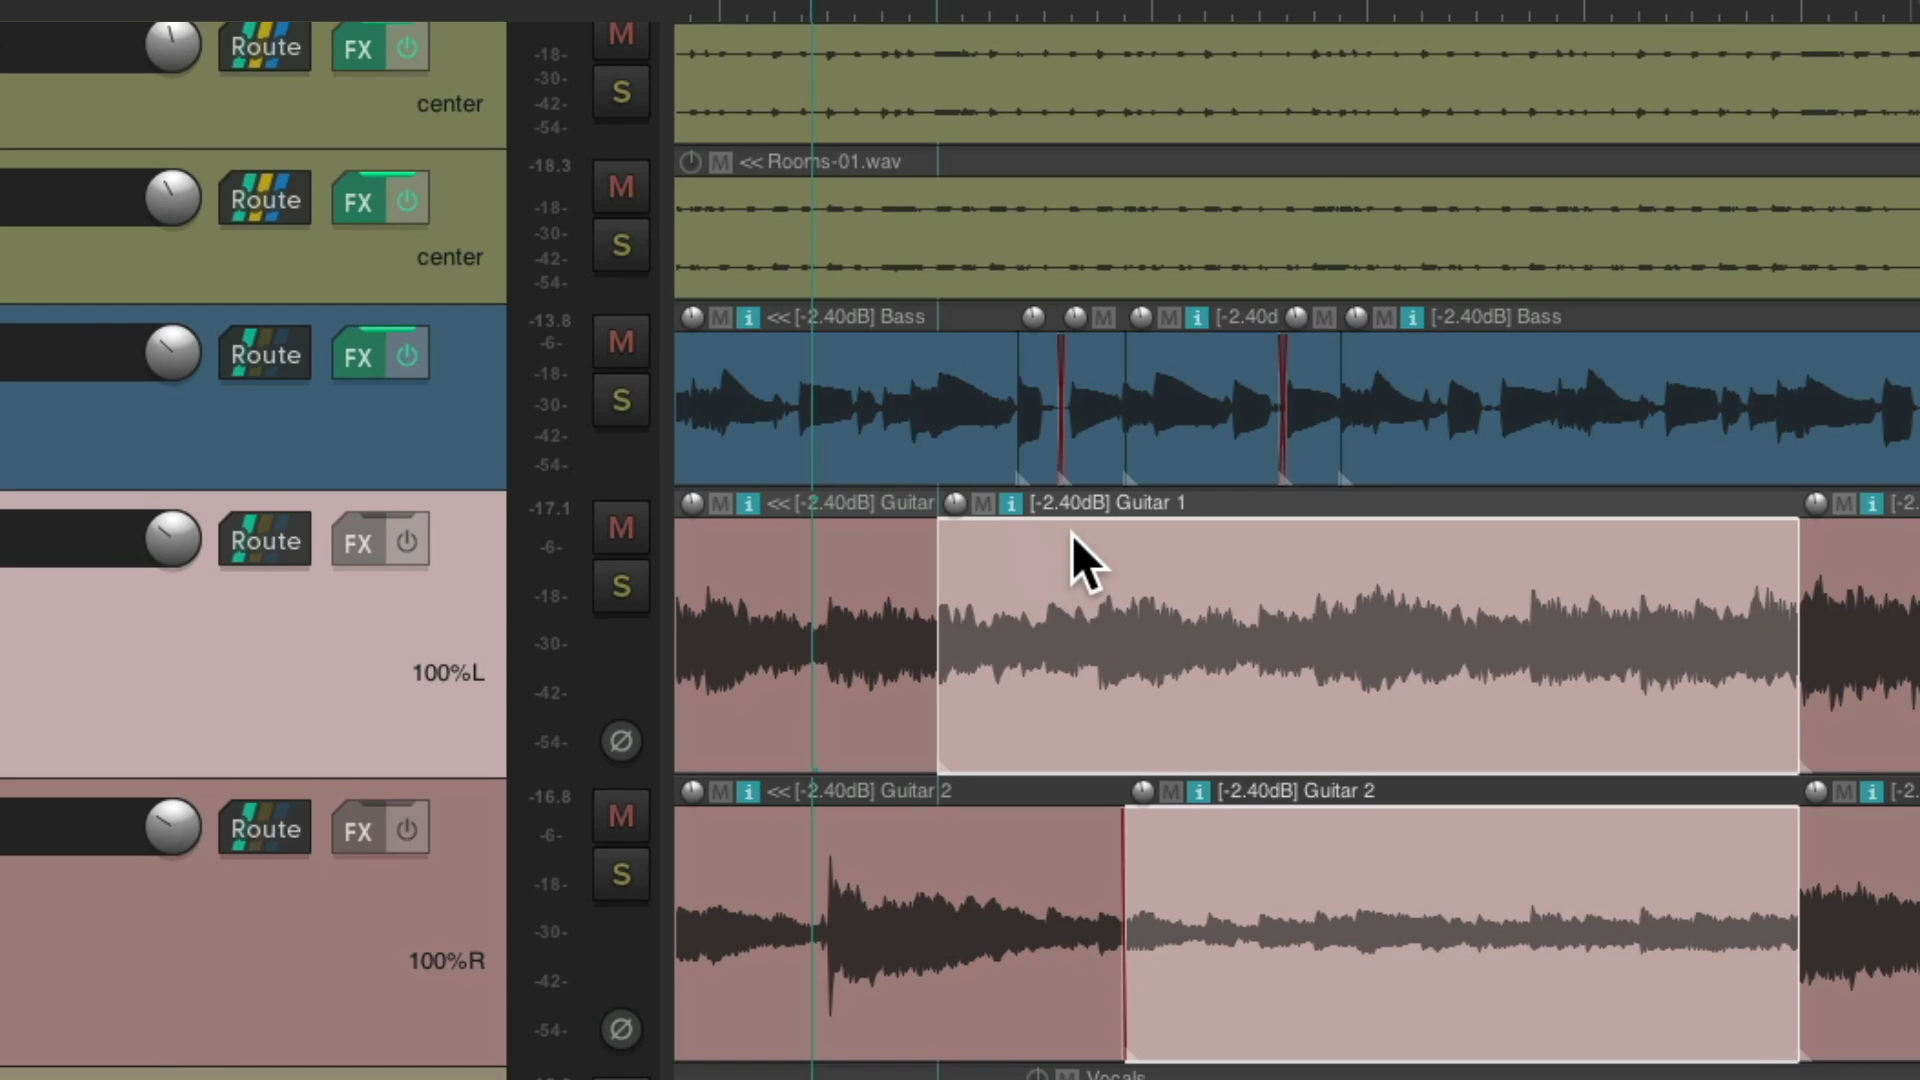 Route FX
center
-18-
-30-
-42-
-54-
M
S
Route FX
center
-18.3
-18-
-30-
-42-
-54-
M
S
M << Rooms-01.wav
Route FX
-13.8
-6-
-18-
-30-
-42-
-54-
M
S
M i << [-2.40dB] Bass M M i [-2.40d M M i [-2.40dB] Bass
Route FX
100%L
-17.1
-6-
-18-
-30-
-42-
-54-
M
S
Ø
M i << [-2.40dB] Guitar M i [-2.40dB] Guitar 1 M i [-2.
Route FX
100%R
-16.8
-6-
-18-
-30-
-42-
-54-
M
S
Ø
M i << [-2.40dB] Guitar 2 M i [-2.40dB] Guitar 2 M i [-2.
M Vocals